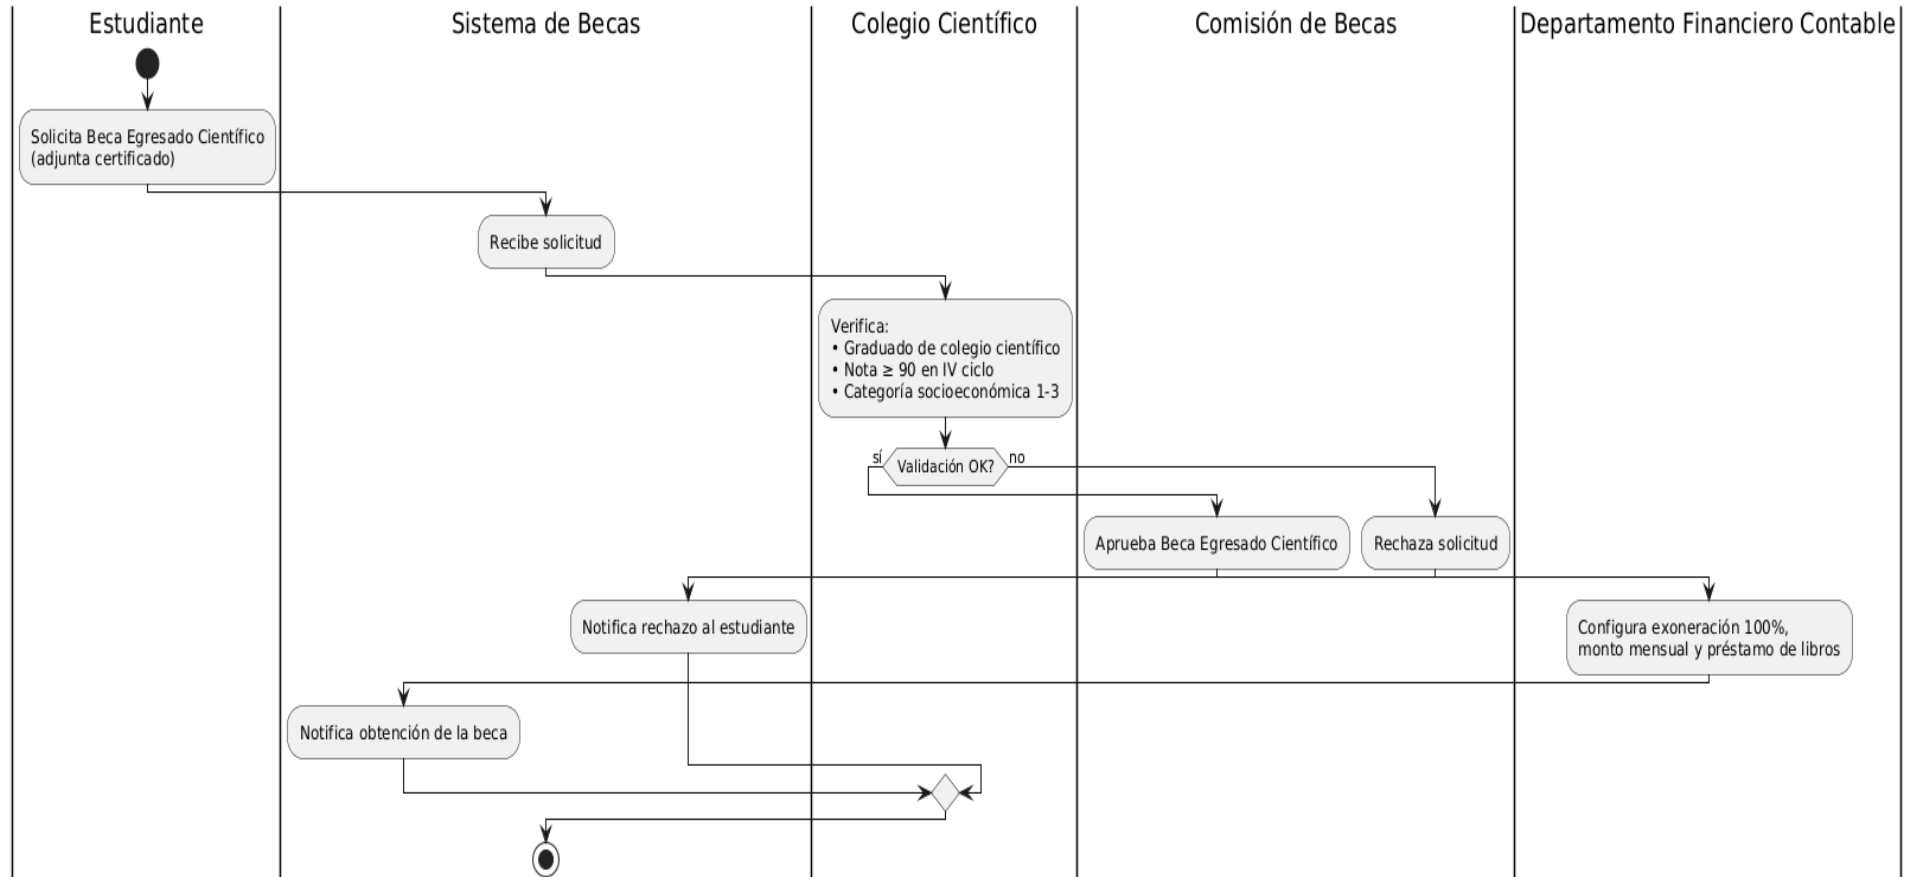 Estudiante
Sistema de Becas
Colegio Científico
Comisión de Becas
Departamento Financiero Contable
Solicita Beca Egresado Científico
(adjunta certificado)
Recibe solicitud
Verifica:
• Graduado de colegio científico
• Nota ≥ 90 en IV ciclo
• Categoría socioeconómica 1-3
sí
Validación OK?
no
Aprueba Beca Egresado Científico
Rechaza solicitud
Notifica rechazo al estudiante
Configura exoneración 100%,
monto mensual y préstamo de libros
Notifica obtención de la beca